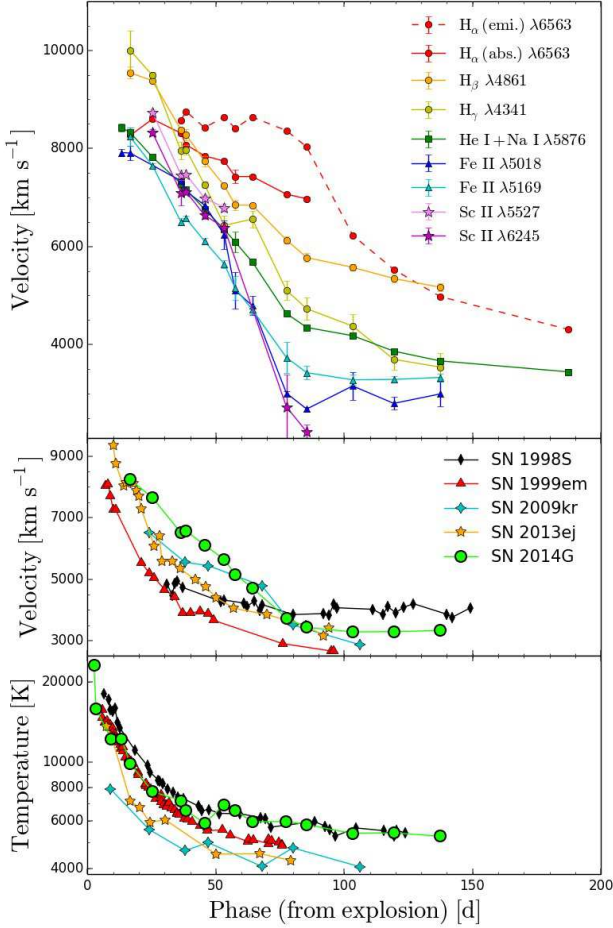 10000
8000
6000
4000
Velocity [km s⁻¹]
Hα (emi.) λ6563
Hα (abs.) λ6563
Hβ λ4861
Hγ λ4341
He I+Na I λ5876
Fe II λ5018
Fe II λ5169
Sc II λ5527
Sc II λ6245
9000
7000
5000
3000
Velocity [km s⁻¹]
SN 1998S
SN 1999em
SN 2009kr
SN 2013ej
SN 2014G
20000
10000
8000
6000
4000
Temperature [K]
0 50 100 150 200
Phase (from explosion) [d]